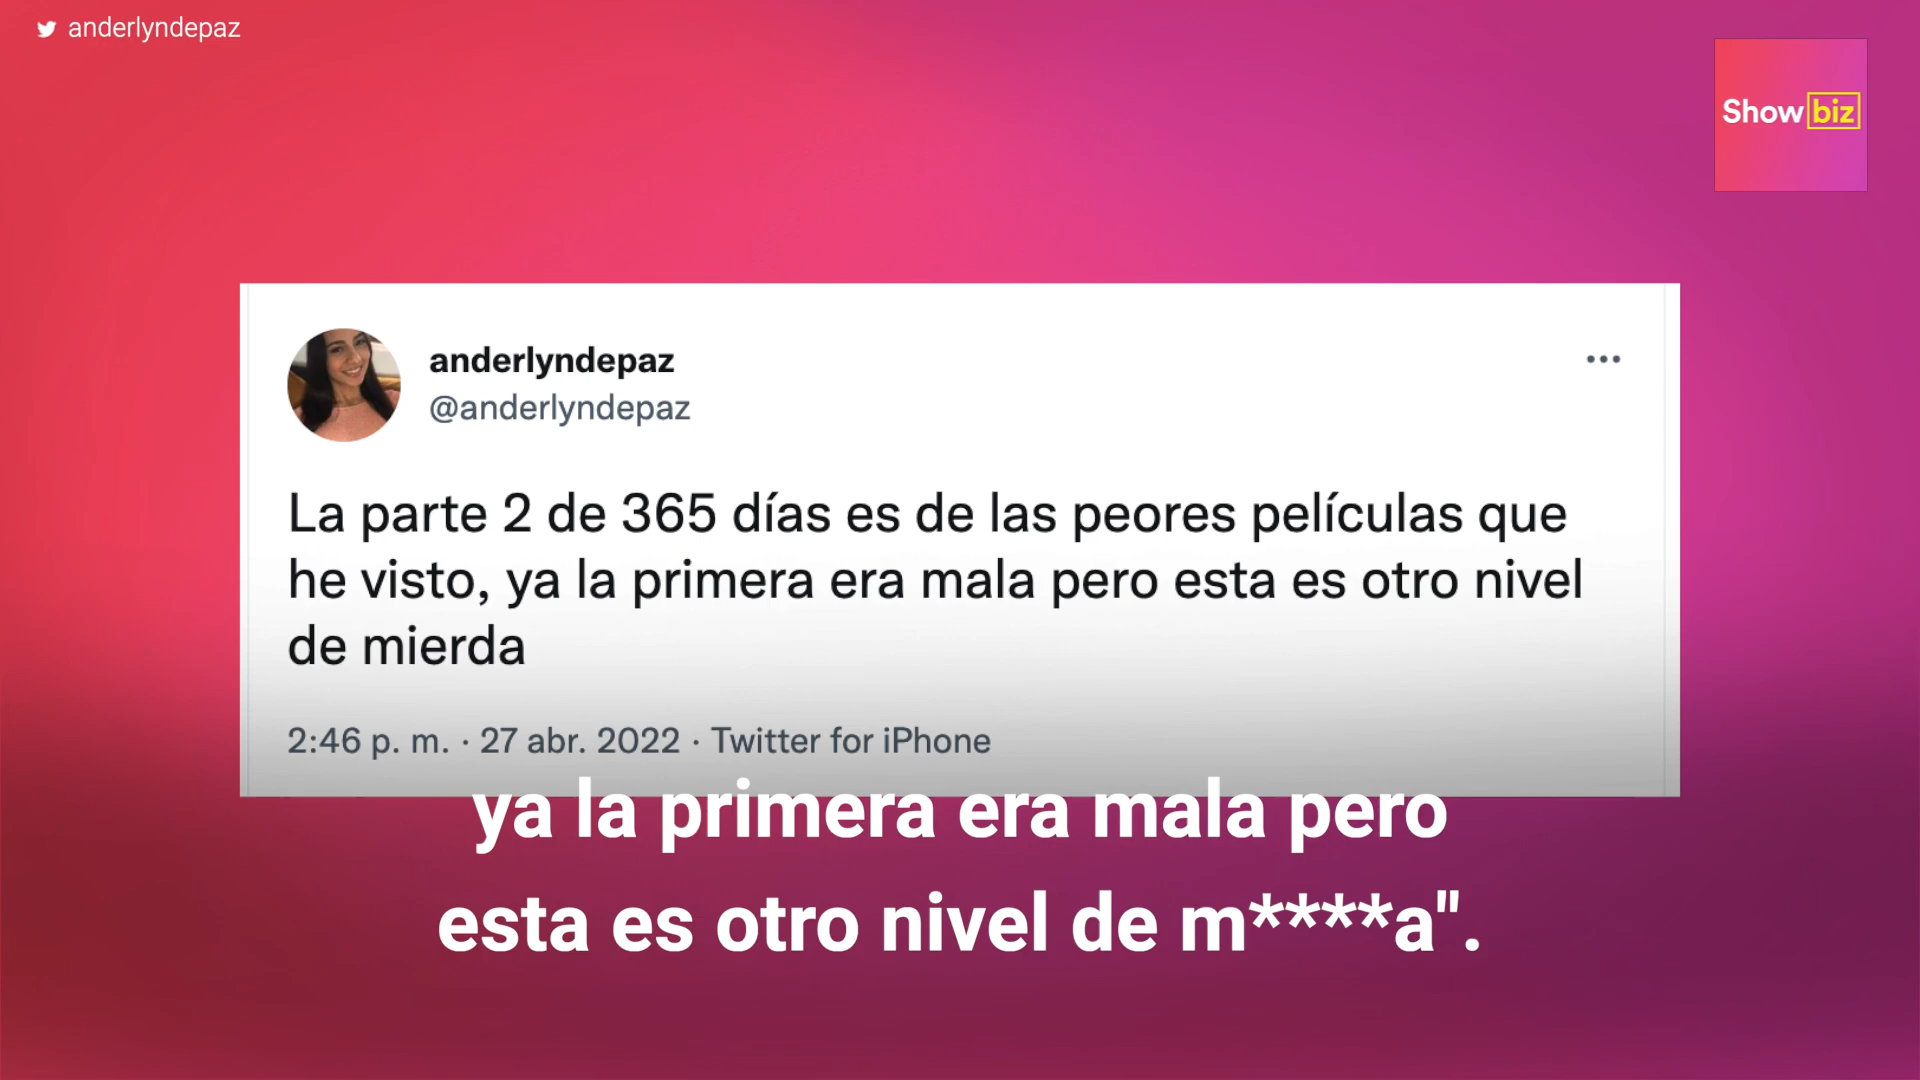 anderlyndepaz
Showbiz
anderlyndepaz
@anderlyndepaz
La parte 2 de 365 días es de las peores películas que
he visto, ya la primera era mala pero esta es otro nivel
de mierda
2:46 p. m. · 27 abr. 2022 · Twitter for iPhone
ya la primera era mala pero
esta es otro nivel de m****a".